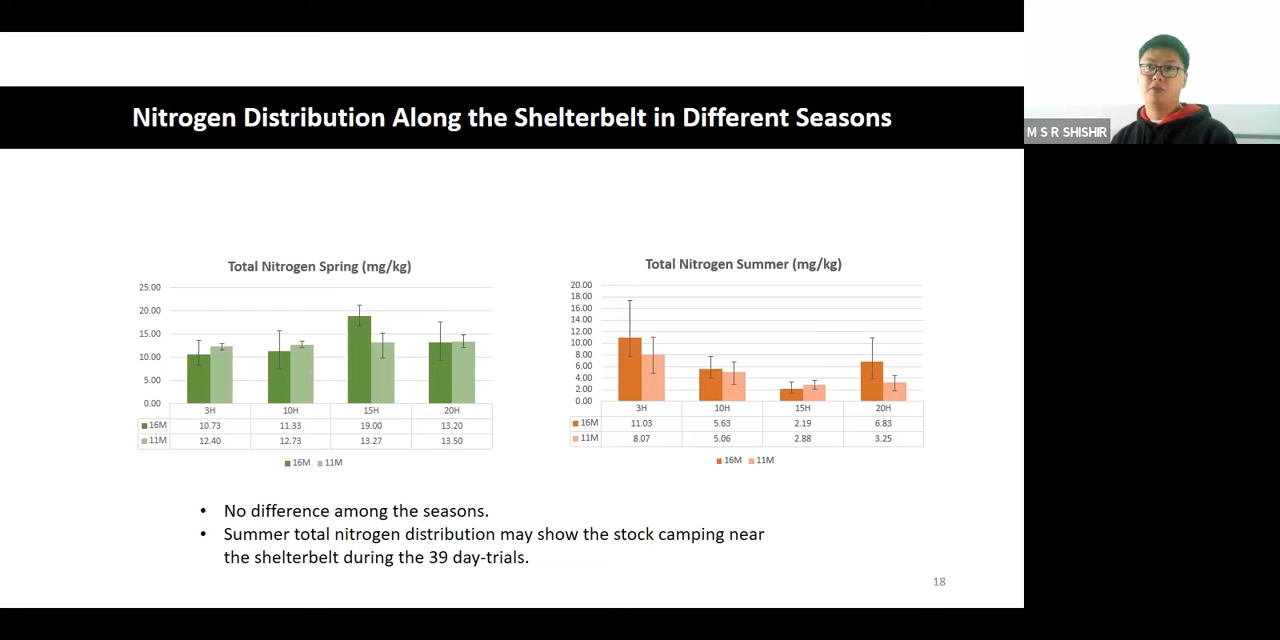 Nitrogen Distribution Along the Shelterbelt in Different Seasons
M S R SHISHIR
Total Nitrogen Spring (mg/kg)
25.00
20.00
15.00
10.00
5.00
0.00
3H 10H 15H 20H
16M 10.73 11.33 19.00 13.20
11M 12.40 12.73 13.27 13.50
16M 11M
Total Nitrogen Summer (mg/kg)
20.00
18.00
16.00
14.00
12.00
10.00
8.00
6.00
4.00
2.00
0.00
3H 10H 15H 20H
16M 11.03 5.63 2.19 6.83
11M 8.07 5.06 2.88 3.25
16M 11M
• No difference among the seasons.
• Summer total nitrogen distribution may show the stock camping near
the shelterbelt during the 39 day-trials.
18